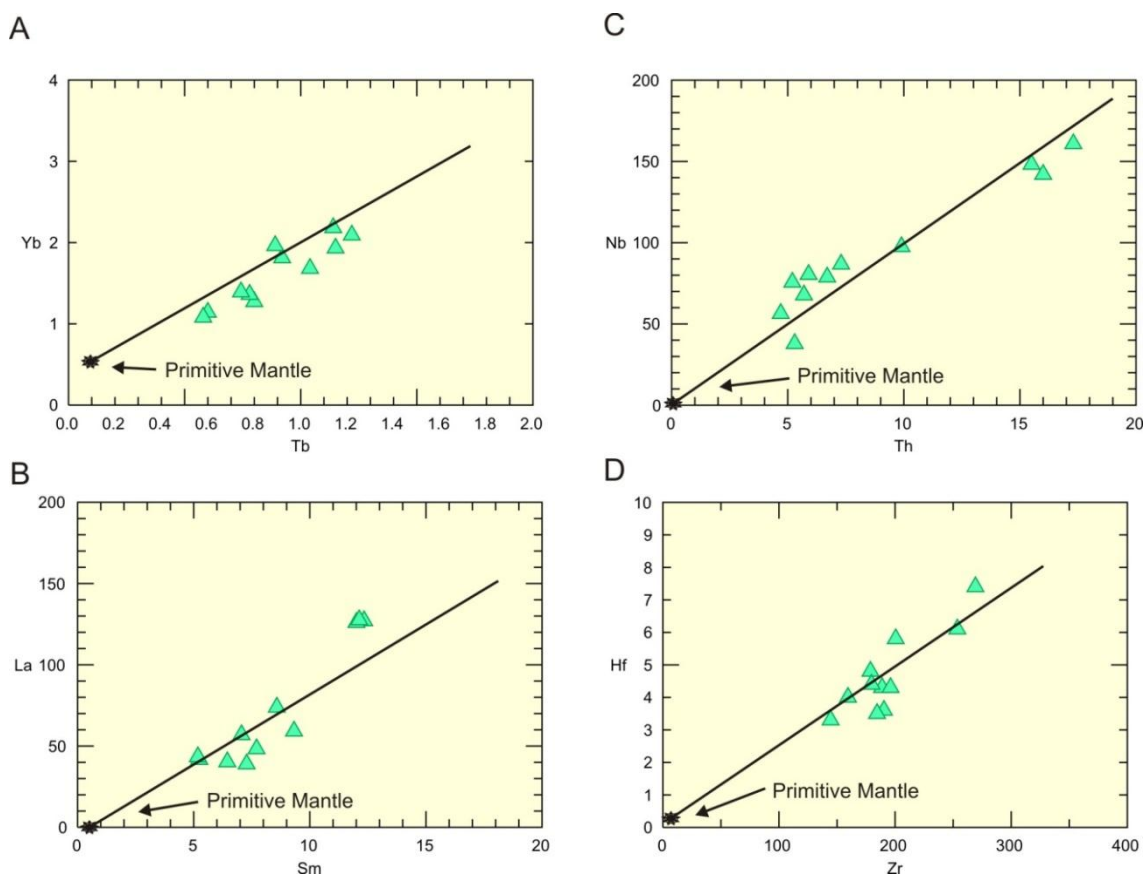 A
4
3
Yb
2
1
0
0.0 0.2 0.4 0.6 0.8 1.0 1.2 1.4 1.6 1.8 2.0
Tb
Primitive Mantle
C
200
150
Nb
100
50
0
0 5 10 15 20
Th
Primitive Mantle
B
200
150
La
100
50
0
0 5 10 15 20
Sm
Primitive Mantle
D
10
9
8
7
6
Hf
5
4
3
2
1
0
0 100 200 300 400
Zr
Primitive Mantle